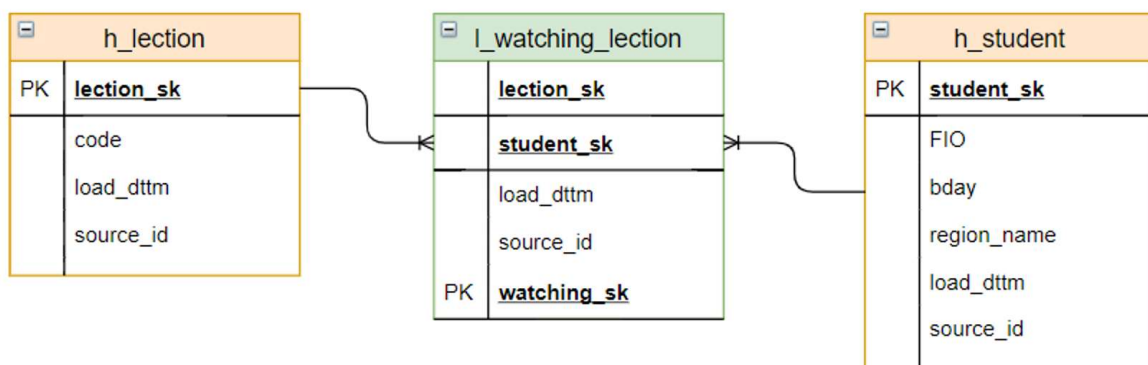 h_lection
PK lection_sk
code
load_dttm
source_id
l_watching_lection
lection_sk
student_sk
load_dttm
source_id
PK watching_sk
h_student
PK student_sk
FIO
bday
region_name
load_dttm
source_id